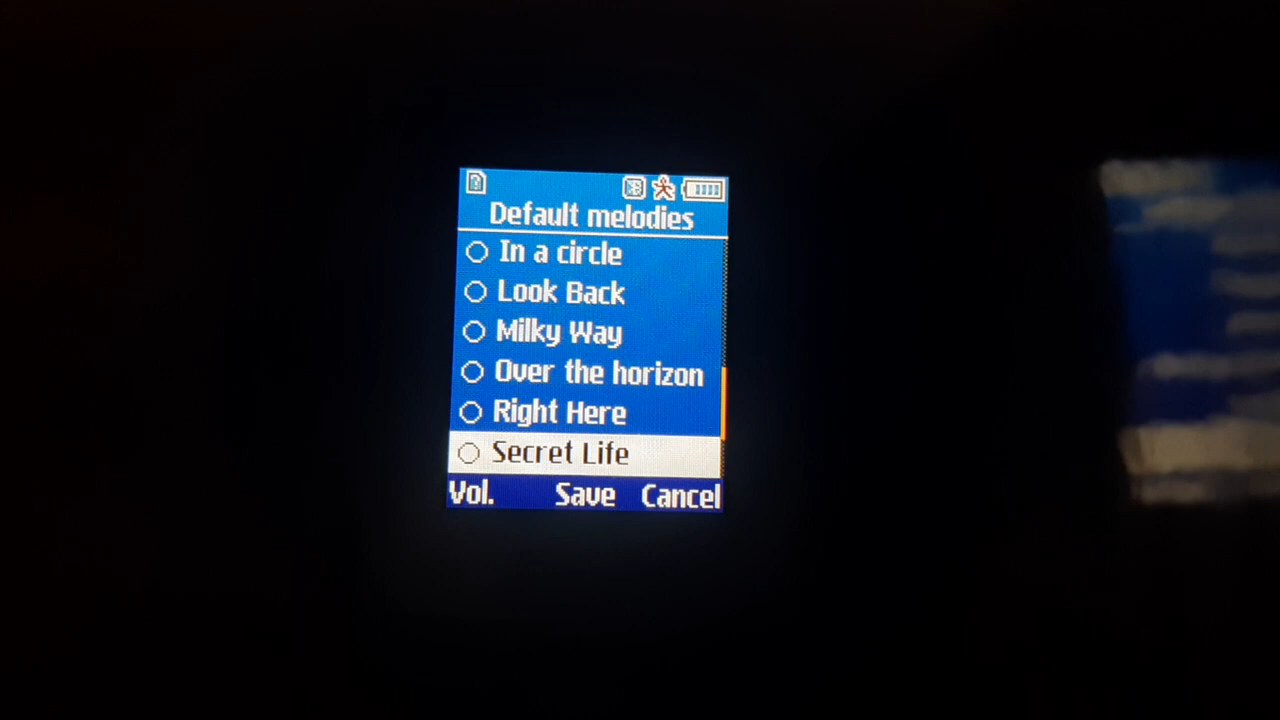 Default melodies
In a circle
Look Back
Milky Way
Over the horizon
Right Here
Secret Life
Vol. Save Cancel